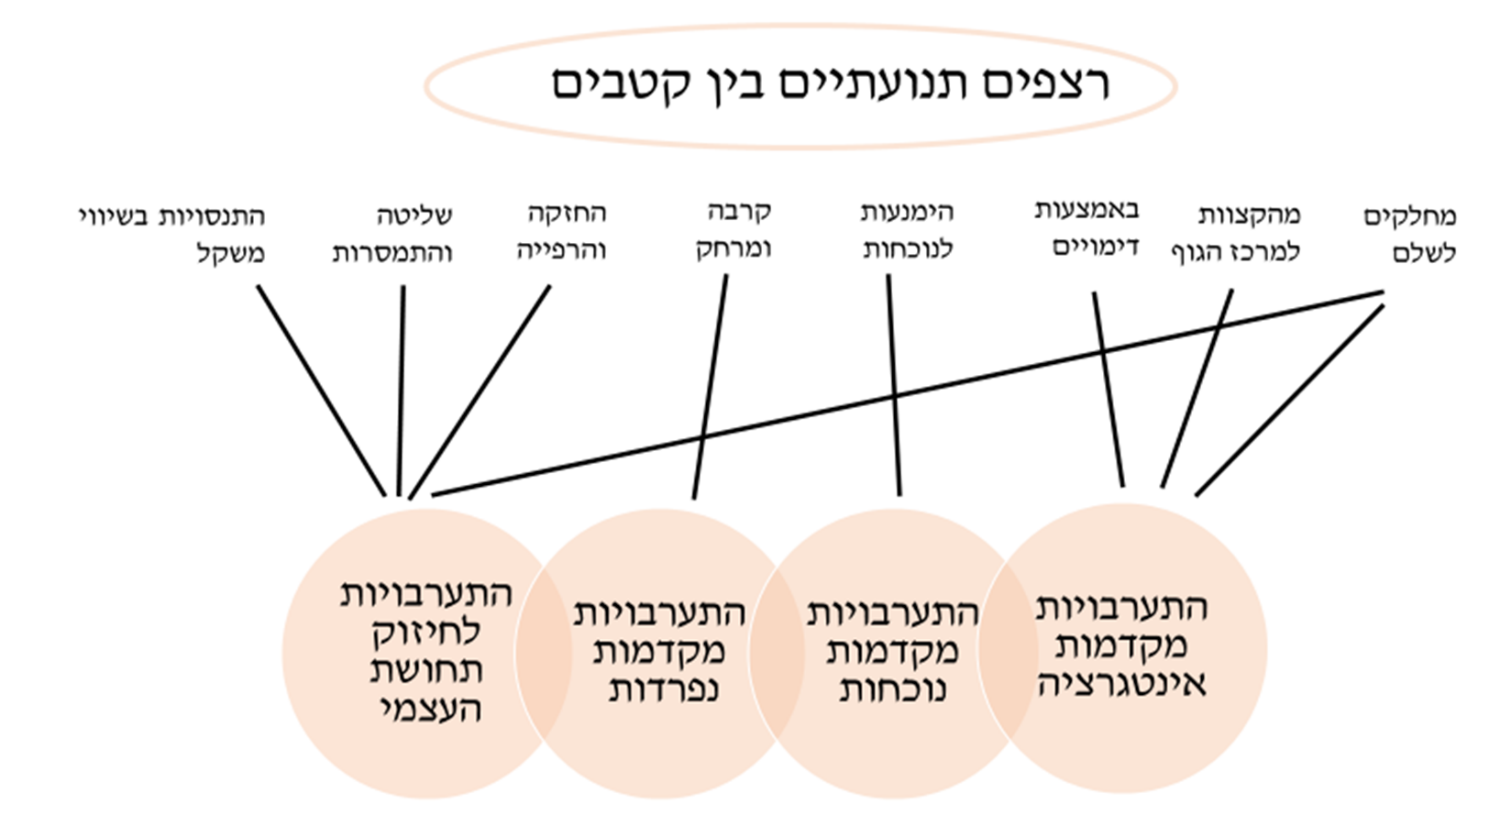 רצפים תנועתיים בין קטבים
מחלקים
לשלם
מהקצוות
למרכז הגוף
באמצעות
דימויים
הימנעות
לנוכחות
קרבה
ומרחק
החזקה
והרפייה
שליטה
והתמסרות
התנסויות בשיווי
משקל
התערבויות
מקדמות
אינטגרציה
התערבויות
מקדמות
נוכחות
התערבויות
מקדמות
נפרדות
התערבויות
לחיזוק
תחושת
העצמי